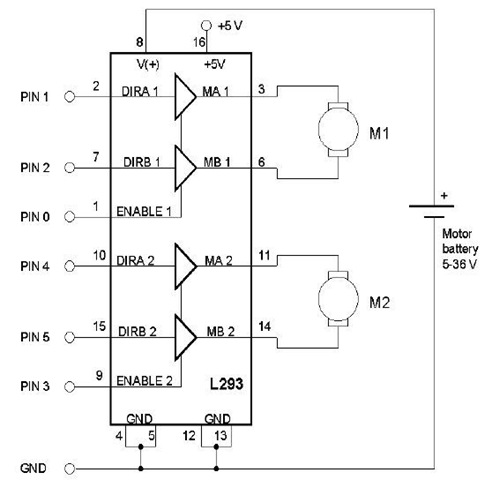 +5V
8
16
V(+)
+5V
PIN 1
2
DIRA 1
MA 1
3
M1
PIN 2
7
DIRB 1
MB 1
6
PIN 0
1
ENABLE 1
+
Motor
battery
5-36 V
PIN 4
10
DIRA 2
MA 2
11
M2
PIN 5
15
DIRB 2
MB 2
14
PIN 3
9
ENABLE 2
L293
GND
GND
4
5
12
13
GND